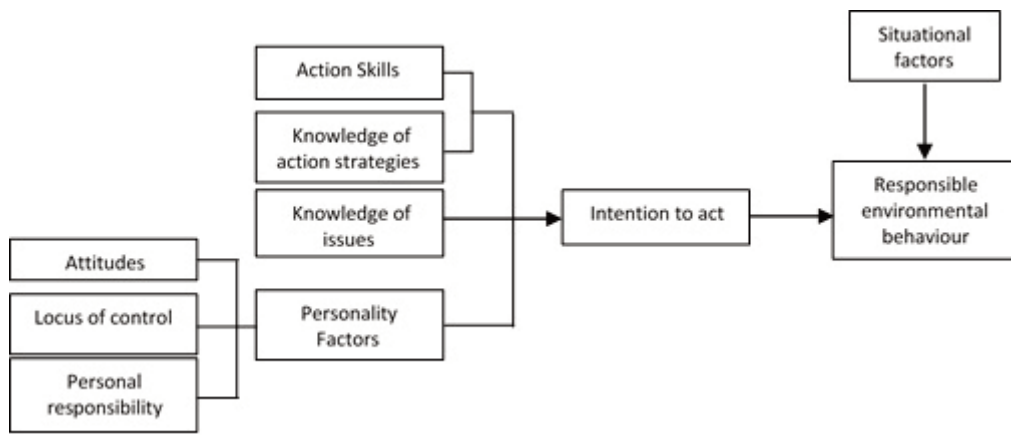 Situational
factors
Action Skills
Knowledge of
action strategies
Knowledge of
issues
Intention to act
Responsible
environmental
behaviour
Attitudes
Locus of control
Personal
responsibility
Personality
Factors